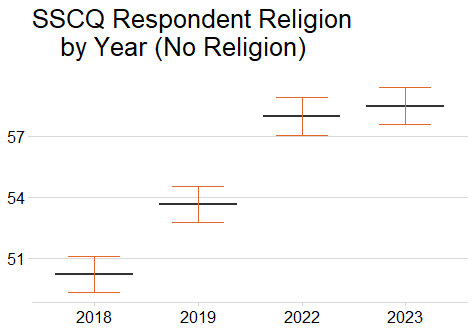 SSCQ Respondent Religion
by Year (No Religion)
57
54
51
2018 2019 2022 2023